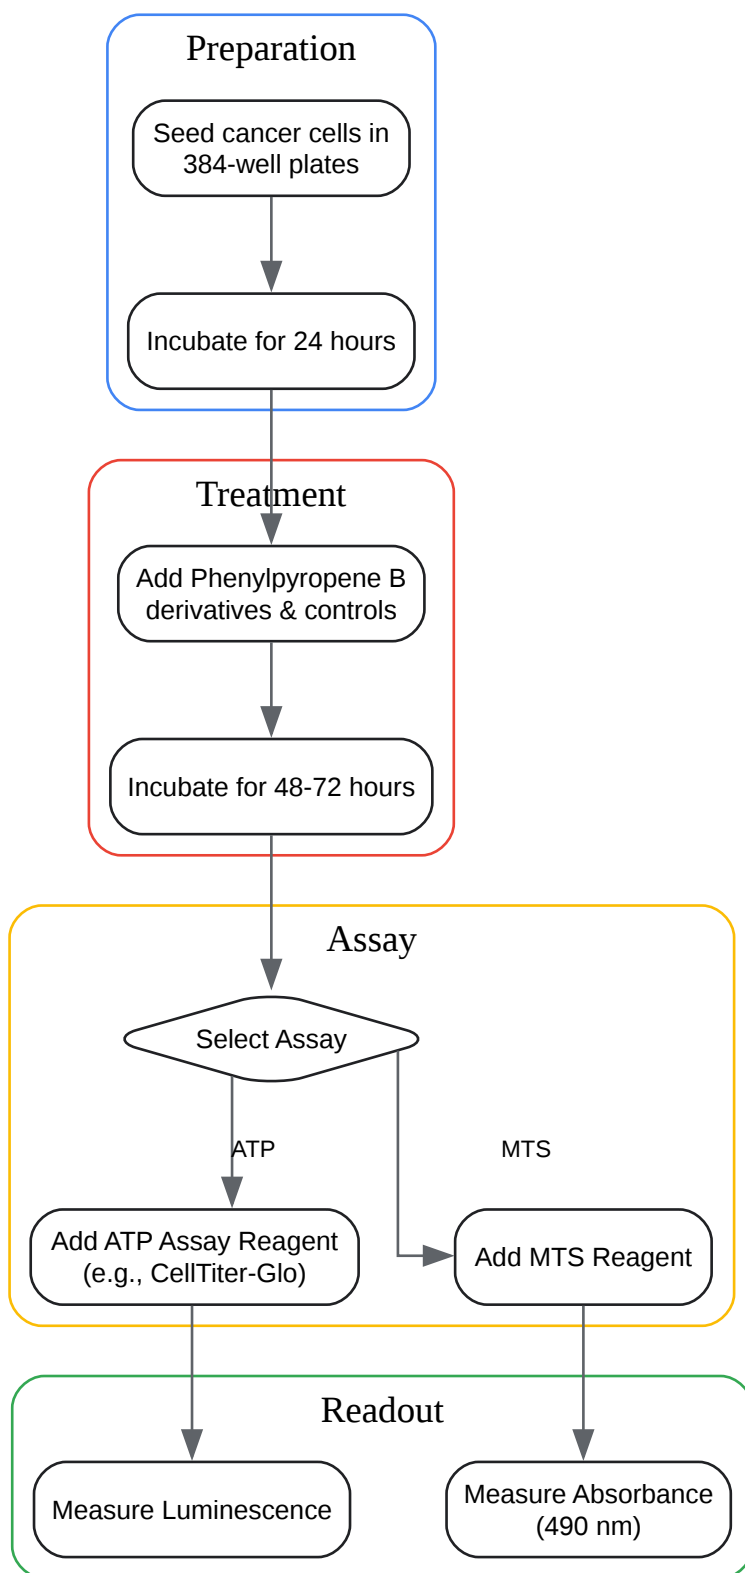 Preparation
Seed cancer cells in
384-well plates
Incubate for 24 hours
Treatment
Add Phenylpyropene B
derivatives & controls
Incubate for 48-72 hours
Assay
Select Assay
ATP
MTS
Add ATP Assay Reagent
(e.g., CellTiter-Glo)
Add MTS Reagent
Readout
Measure Luminescence
Measure Absorbance
(490 nm)